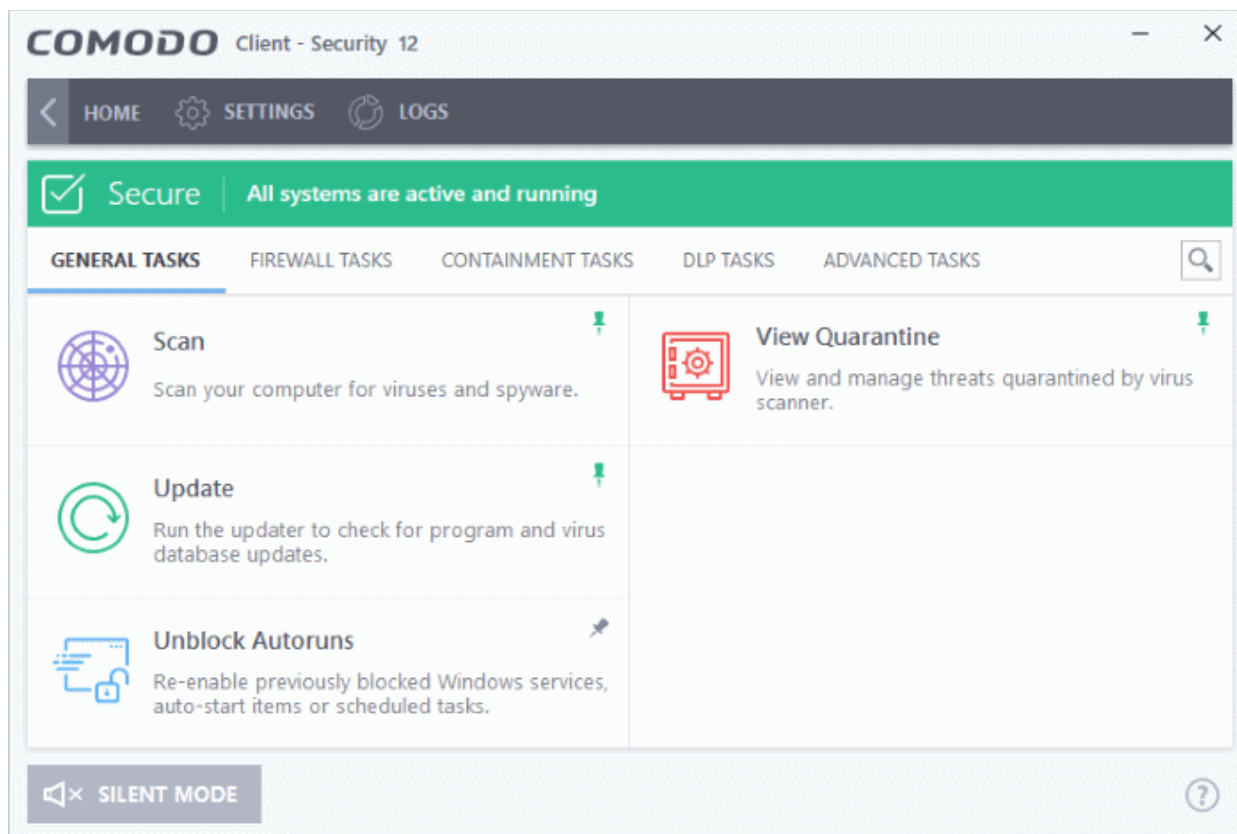 COMODO Client - Security 12
HOME SETTINGS LOGS
Secure All systems are active and running
GENERAL TASKS FIREWALL TASKS CONTAINMENT TASKS DLP TASKS ADVANCED TASKS
Scan
Scan your computer for viruses and spyware.
View Quarantine
View and manage threats quarantined by virus
scanner.
Update
Run the updater to check for program and virus
database updates.
Unblock Autoruns
Re-enable previously blocked Windows services,
auto-start items or scheduled tasks.
SILENT MODE
?